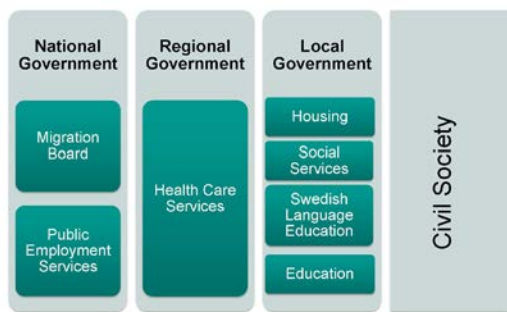 National
Government
Migration
Board
Public
Employment
Services
Regional
Government
Health Care
Services
Local
Government
Housing
Social
Services
Swedish
Language
Education
Education
Civil Society